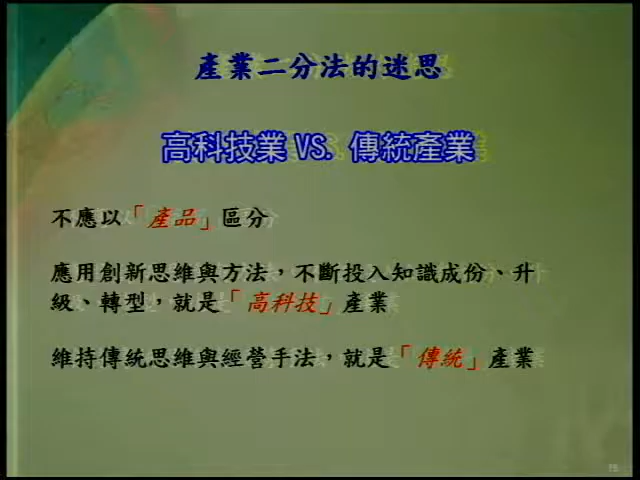 產業二分法的迷思
高科技業 VS. 傳統產業
不應以「產品」區分
應用創新思維與方法，不斷投入知識成份、升
級、轉型，就是「高科技」產業
維持傳統思維與經營手法，就是「傳統」產業